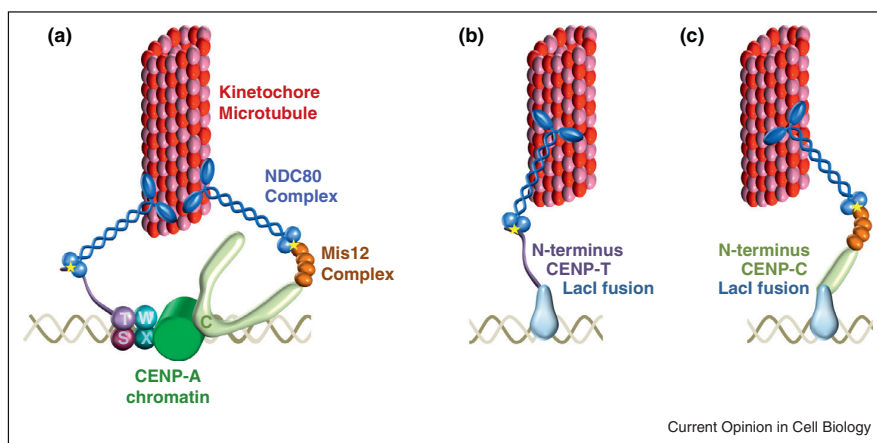 (a)
Kinetochore
Microtubule
NDC80
Complex
Mis12
Complex
T
W
S
X
C
CENP-A
chromatin
(b)
N-terminus
CENP-T
LacI fusion
(c)
N-terminus
CENP-C
LacI fusion
Current Opinion in Cell Biology